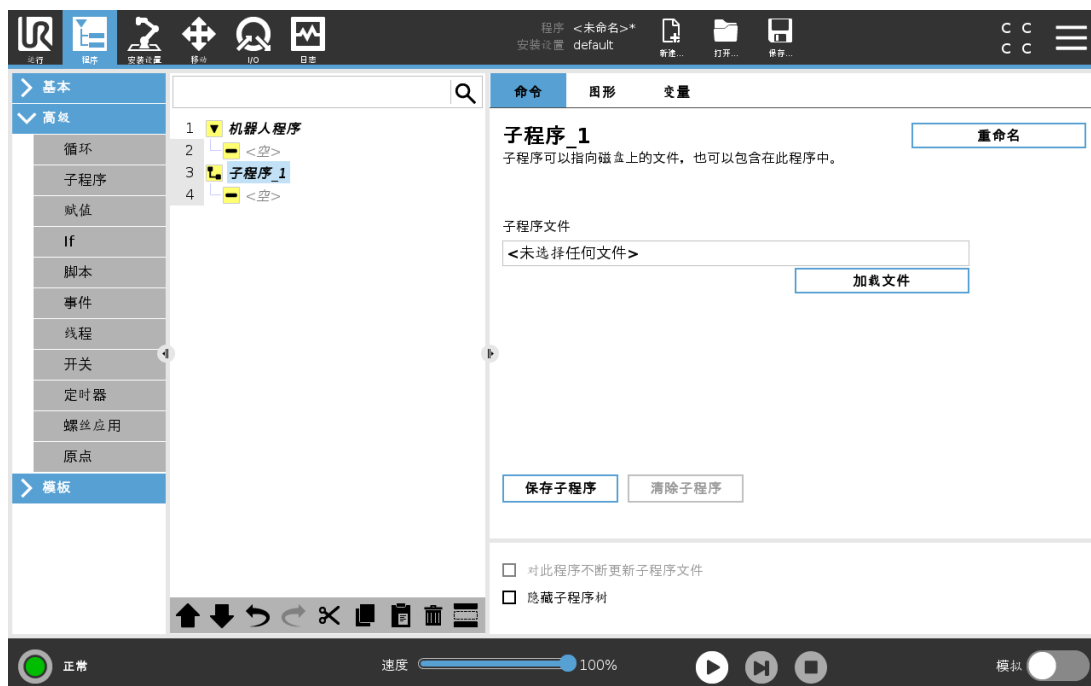 程序 <未命名>*
安装设置 default
C C
C C
运行
程序
安装设置
移动
I/O
日志
新建...
打开...
保存...
基本
高级
循环
子程序
赋值
If
脚本
事件
线程
开关
定时器
螺丝应用
原点
模板
1 机器人程序
2 <空>
3 子程序_1
4 <空>
命令
图形
变量
子程序_1
重命名
子程序可以指向磁盘上的文件，也可以包含在此程序中。
子程序文件
<未选择任何文件>
加载文件
保存子程序
清除子程序
对此程序不断更新子程序文件
隐藏子程序树
正常
速度
100%
模拟